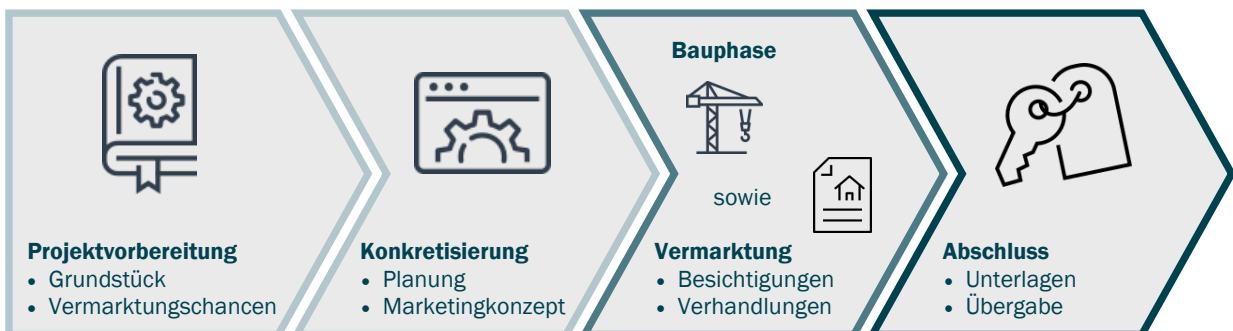 Projektvorbereitung
• Grundstück
• Vermarktungschancen
Konkretisierung
• Planung
• Marketingkonzept
Bauphase
sowie
Vermarktung
• Besichtigungen
• Verhandlungen
Abschluss
• Unterlagen
• Übergabe